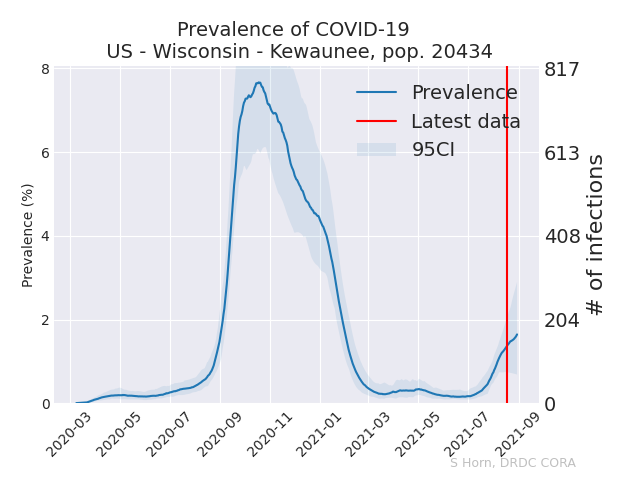 Prevalence of COVID-19
US - Wisconsin - Kewaunee, pop. 20434
8
6
4
2
0
Prevalence (%)
817
613
408
204
0
# of infections
Prevalence
Latest data
95CI
2020-03
2020-05
2020-07
2020-09
2020-11
2021-01
2021-03
2021-05
2021-07
2021-09
S Horn, DRDC CORA